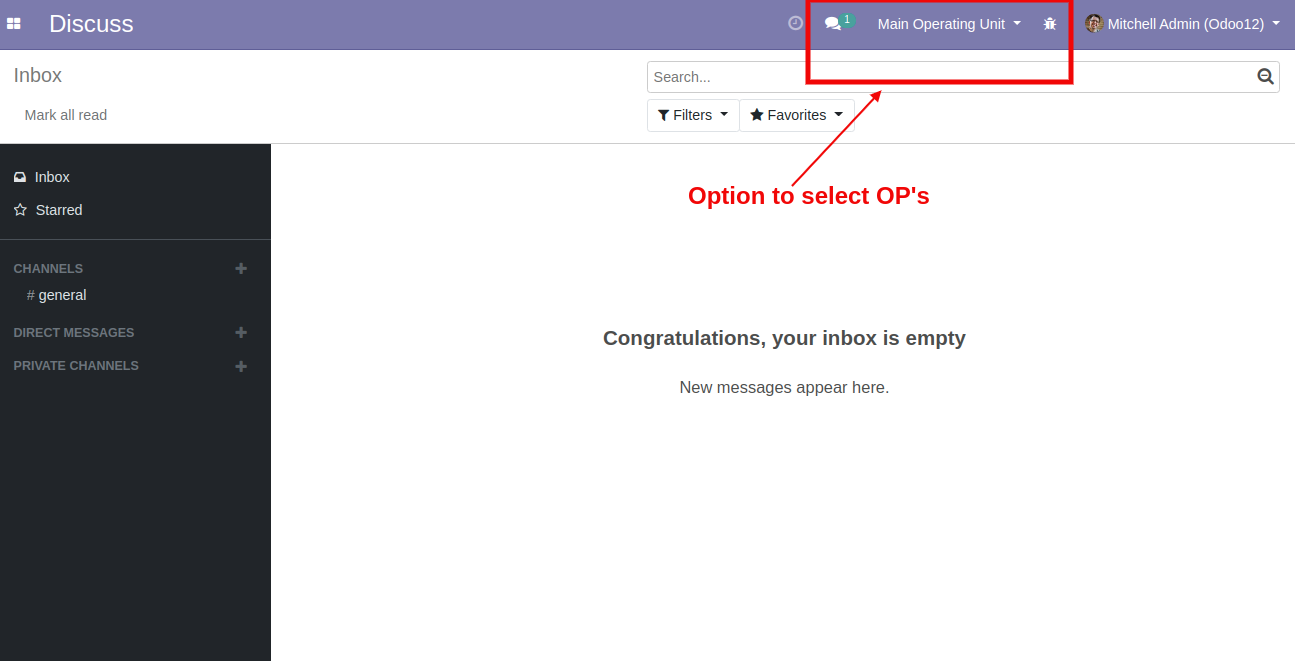 Discuss
1
Main Operating Unit
Mitchell Admin (Odoo12)
Inbox
Search...
Mark all read
Filters
Favorites
Inbox
Starred
Option to select OP's
CHANNELS
# general
DIRECT MESSAGES
PRIVATE CHANNELS
Congratulations, your inbox is empty
New messages appear here.